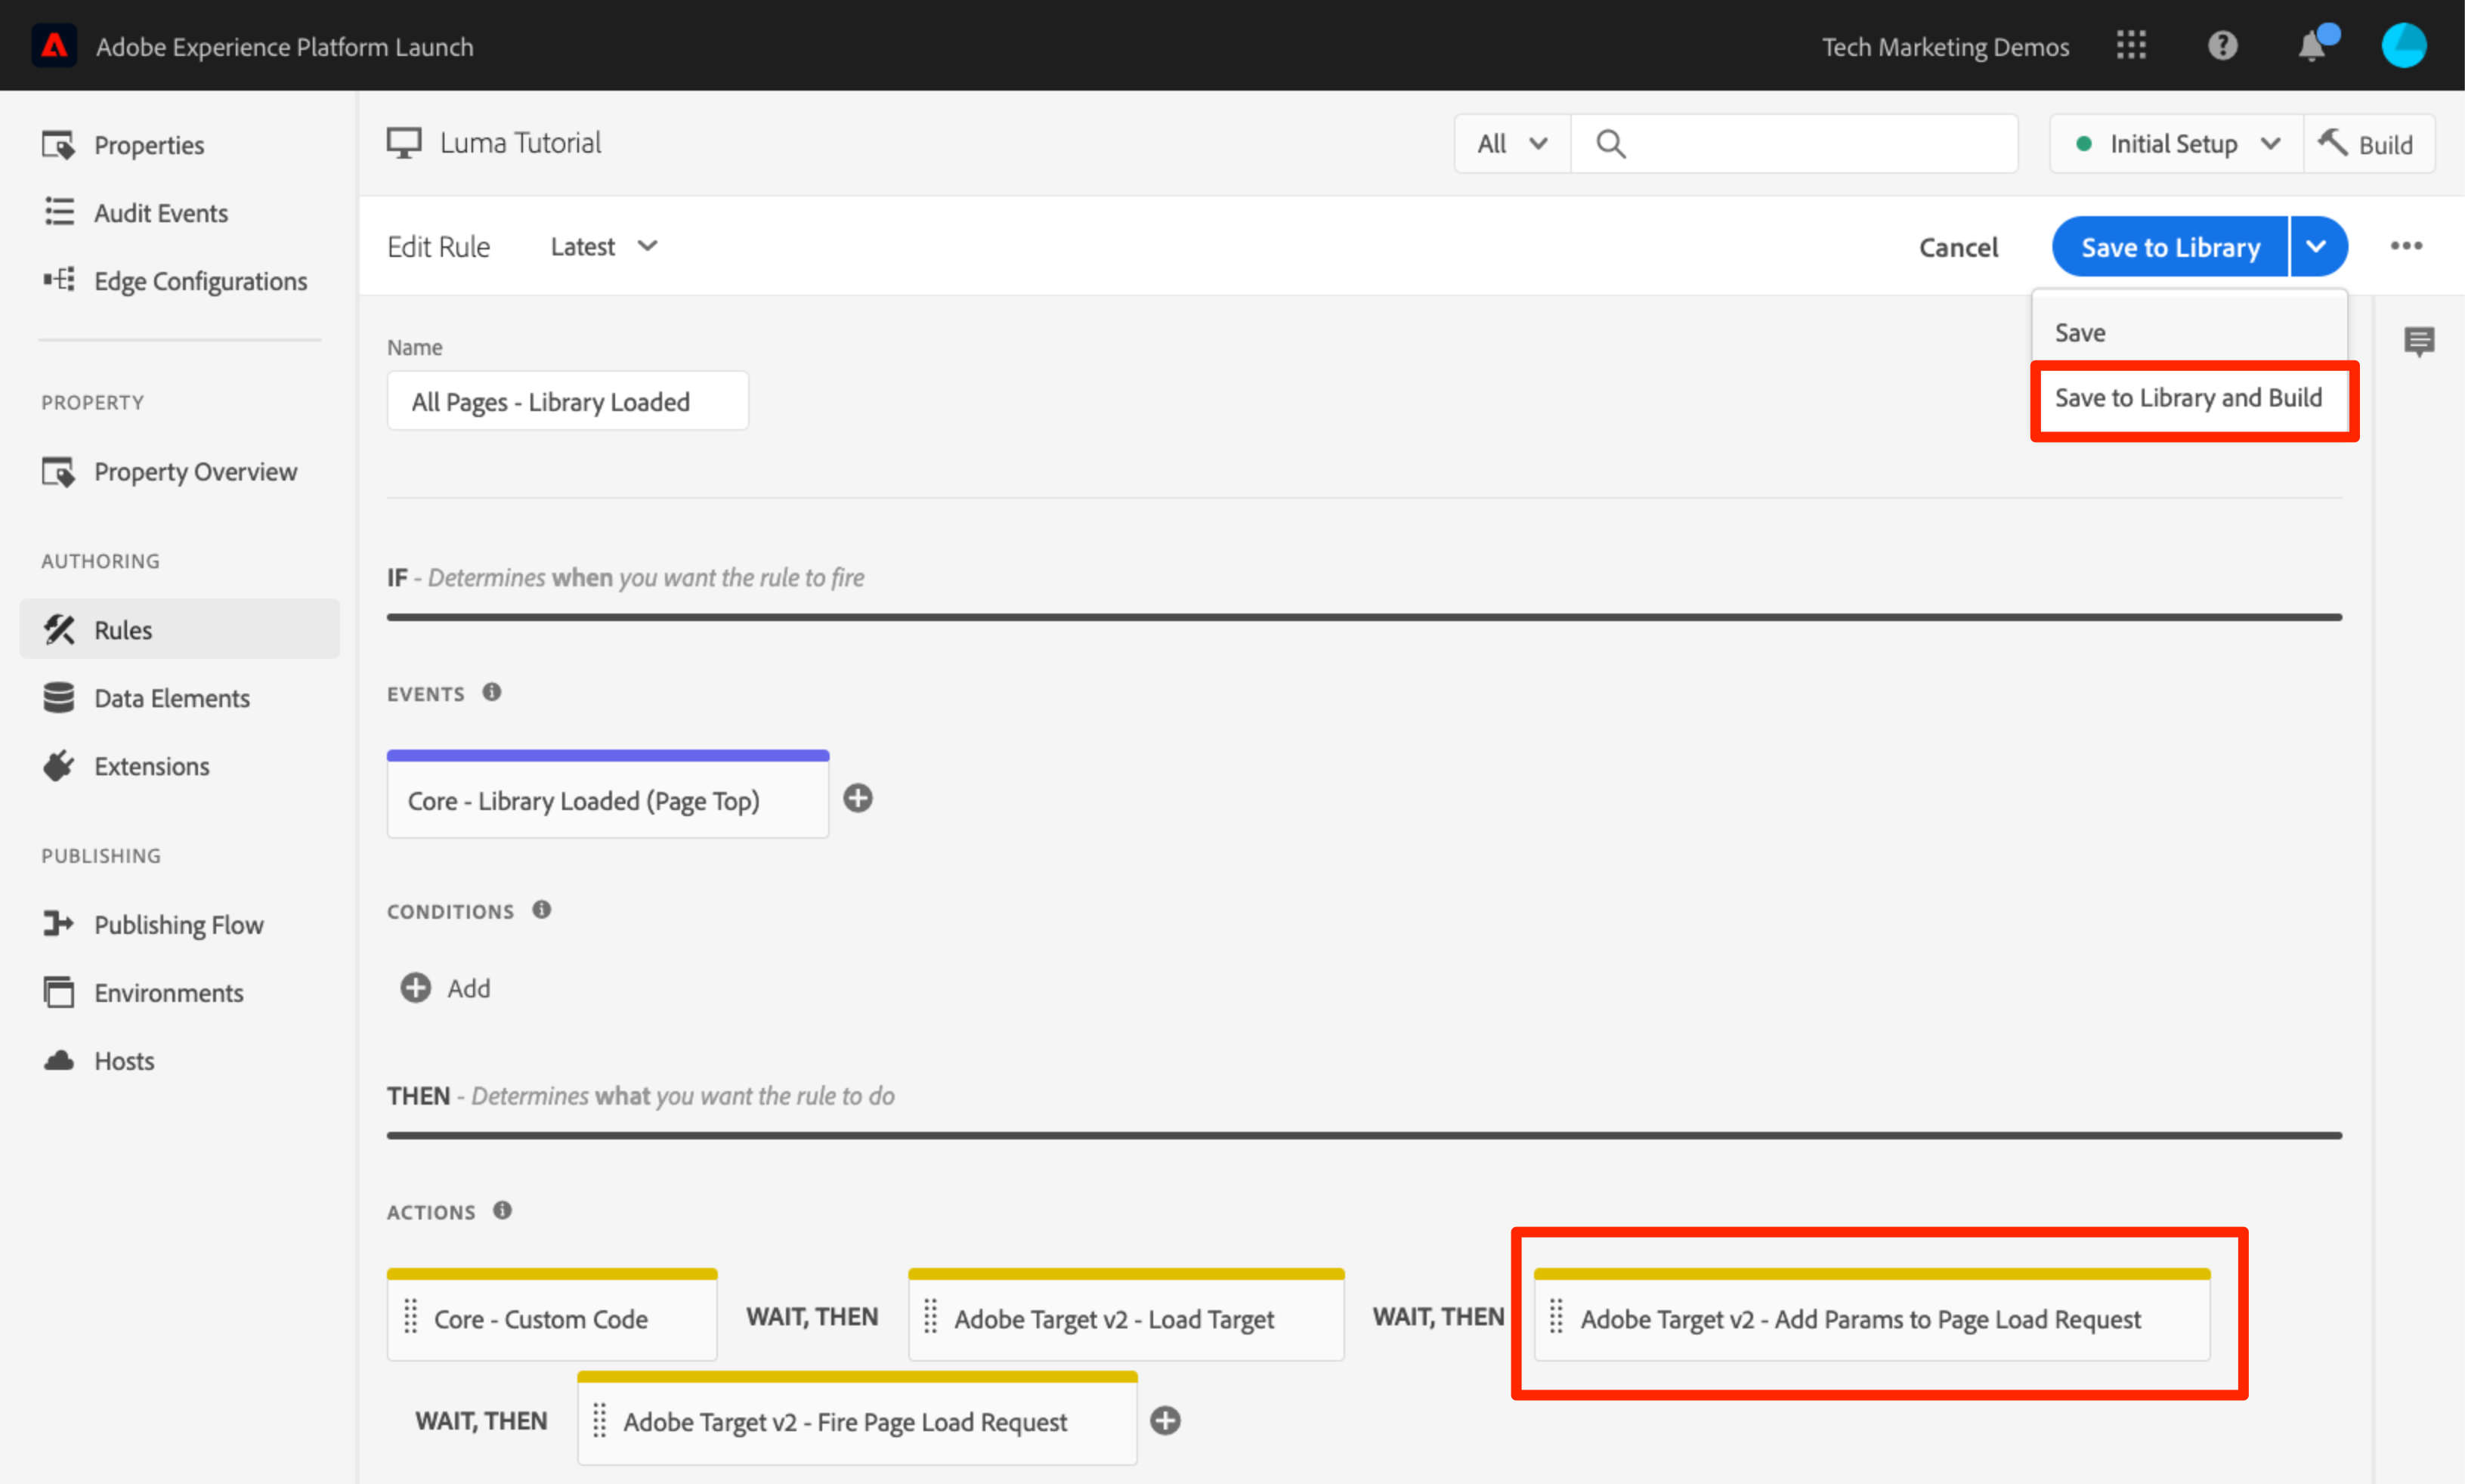 Adobe Experience Platform Launch
Tech Marketing Demos
Properties
Audit Events
Edge Configurations
PROPERTY
Property Overview
AUTHORING
Rules
Data Elements
Extensions
PUBLISHING
Publishing Flow
Environments
Hosts
Luma Tutorial
All
Initial Setup
Build
Edit Rule Latest
Cancel
Save to Library
Save
Save to Library and Build
Name
All Pages - Library Loaded
IF - Determines when you want the rule to fire
EVENTS
Core - Library Loaded (Page Top)
CONDITIONS
Add
THEN - Determines what you want the rule to do
ACTIONS
Core - Custom Code WAIT, THEN Adobe Target v2 - Load Target WAIT, THEN Adobe Target v2 - Add Params to Page Load Request
WAIT, THEN Adobe Target v2 - Fire Page Load Request